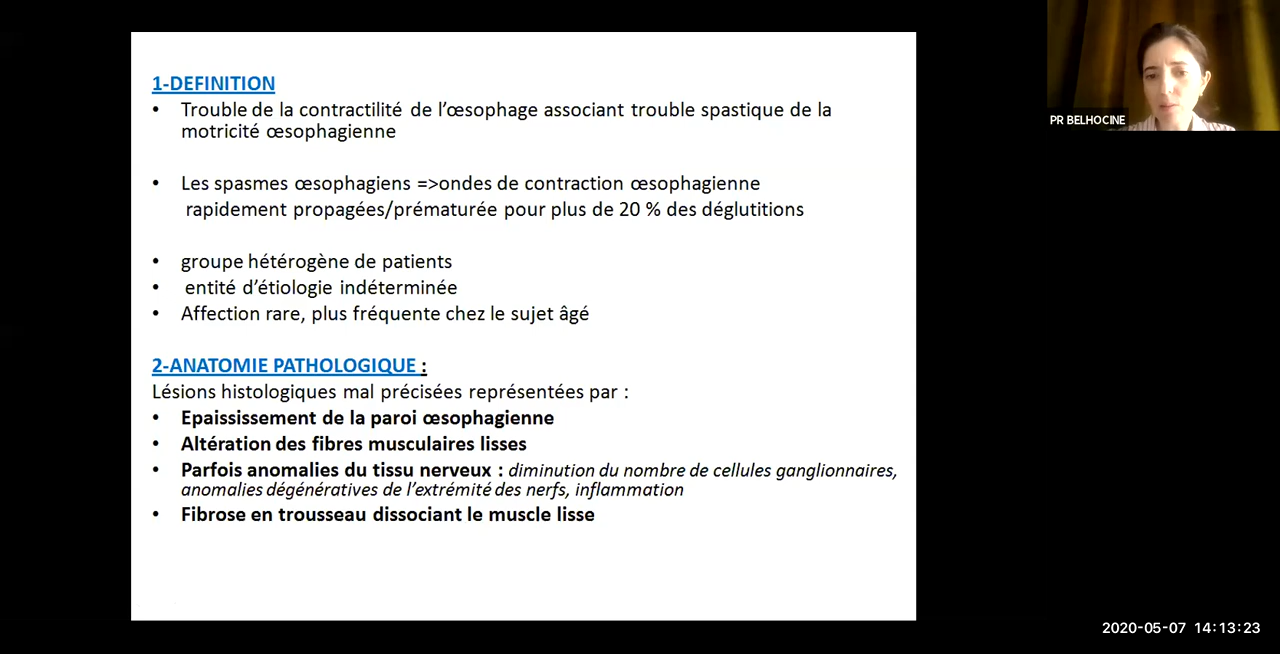 1-DEFINITION
• Trouble de la contractilité de l’œsophage associant trouble spastique de la
motricité œsophagienne
• Les spasmes œsophagiens =>ondes de contraction œsophagienne
rapidement propagées/prématurée pour plus de 20 % des déglutitions
• groupe hétérogène de patients
• entité d’étiologie indéterminée
• Affection rare, plus fréquente chez le sujet âgé
2-ANATOMIE PATHOLOGIQUE :
Lésions histologiques mal précisées représentées par :
• Epaississement de la paroi œsophagienne
• Altération des fibres musculaires lisses
• Parfois anomalies du tissu nerveux : diminution du nombre de cellules ganglionnaires,
anomalies dégénératives de l’extrémité des nerfs, inflammation
• Fibrose en trousseau dissociant le muscle lisse
PR BELHOCINE
2020-05-07 14:13:23